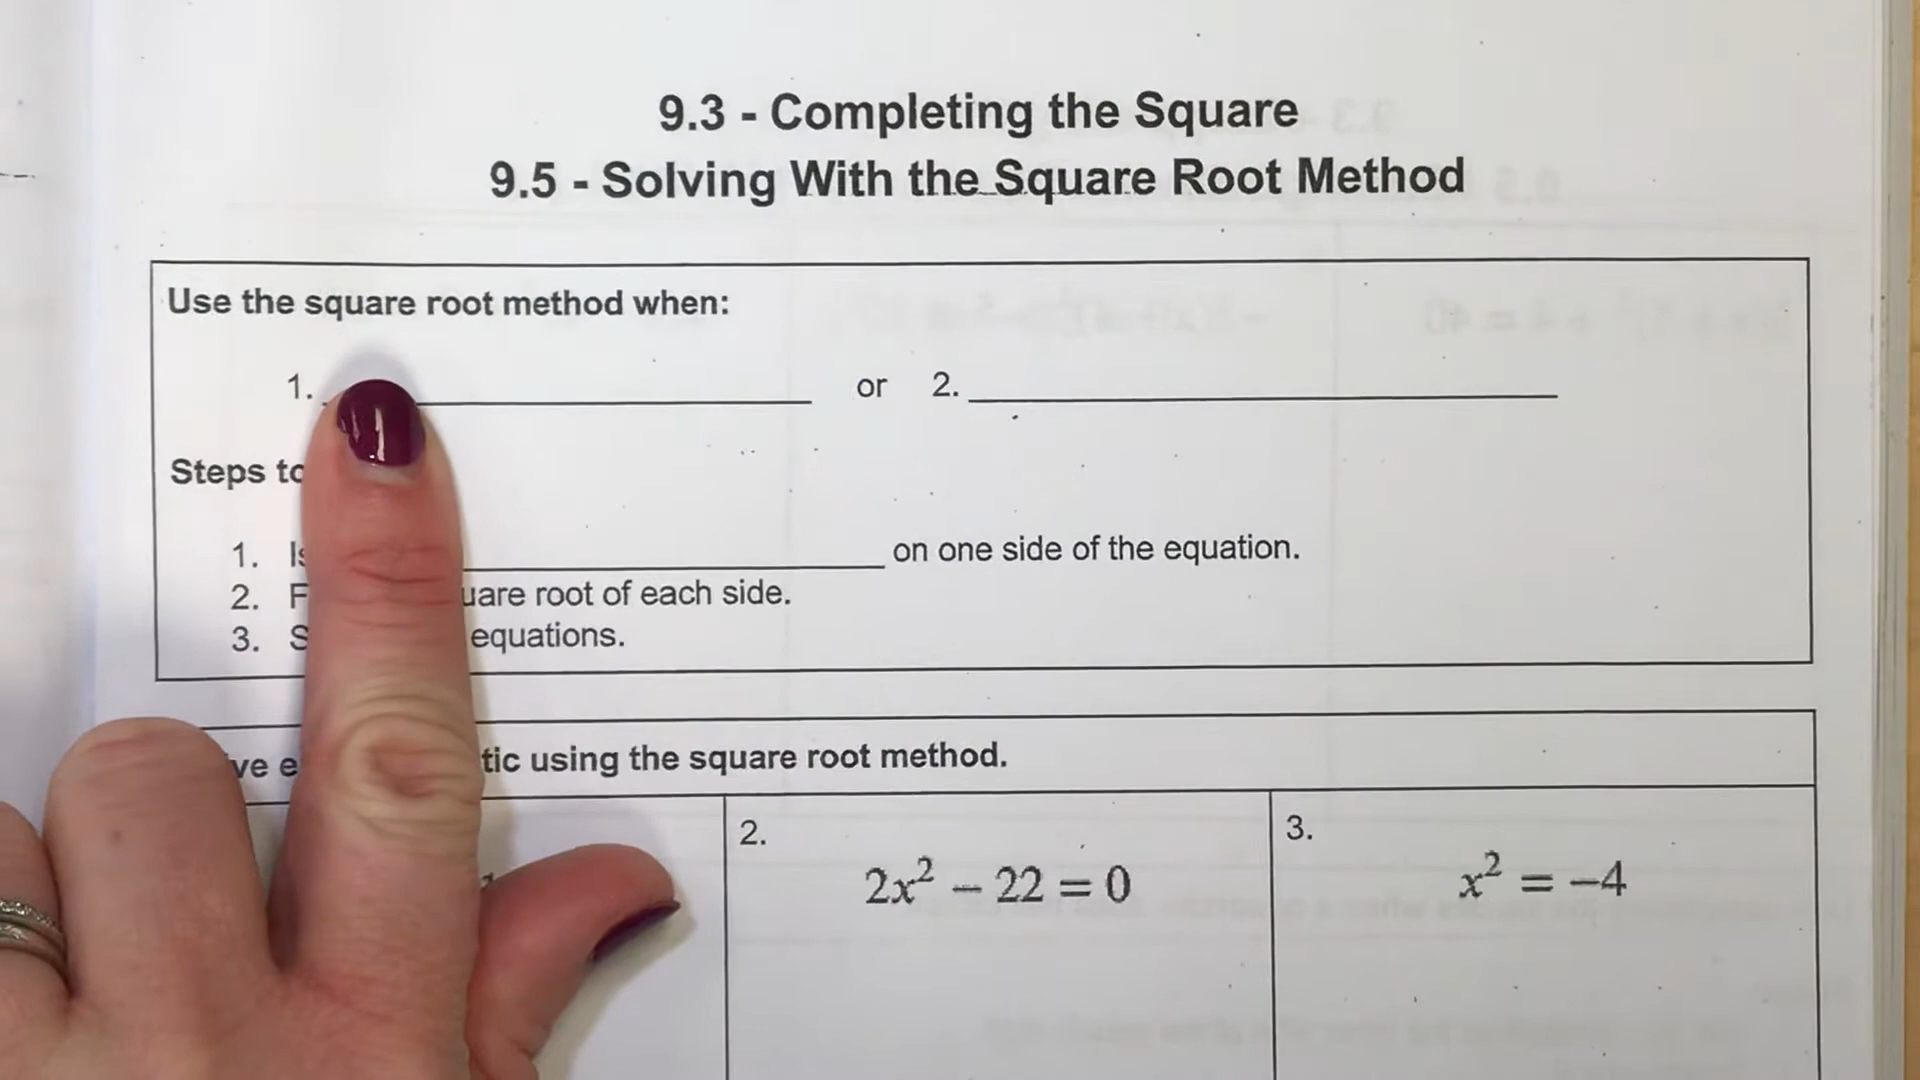 9.3 - Completing the Square
9.5 - Solving With the Square Root Method
Use the square root method when:
1. or 2.
Steps
1. on one side of the equation.
2. root of each side.
3. equations.
using the square root method.
2. 3.
2x² – 22 = 0 x² = –4